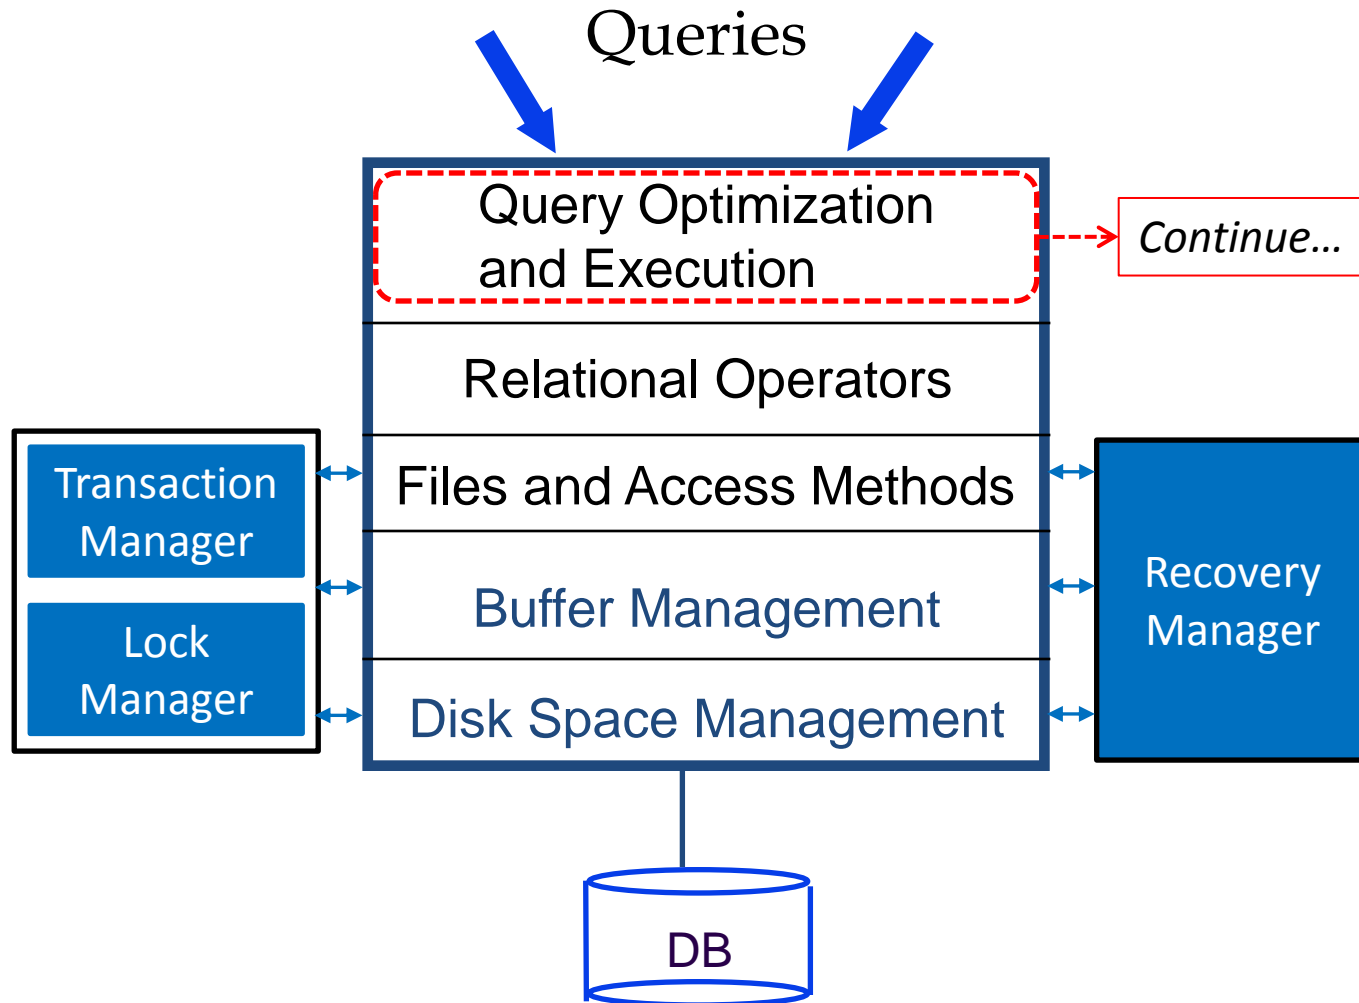 Queries
Query Optimization
and Execution
Continue...
Relational Operators
Transaction
Manager
Files and Access Methods
Recovery
Manager
Buffer Management
Lock
Manager
Disk Space Management
DB